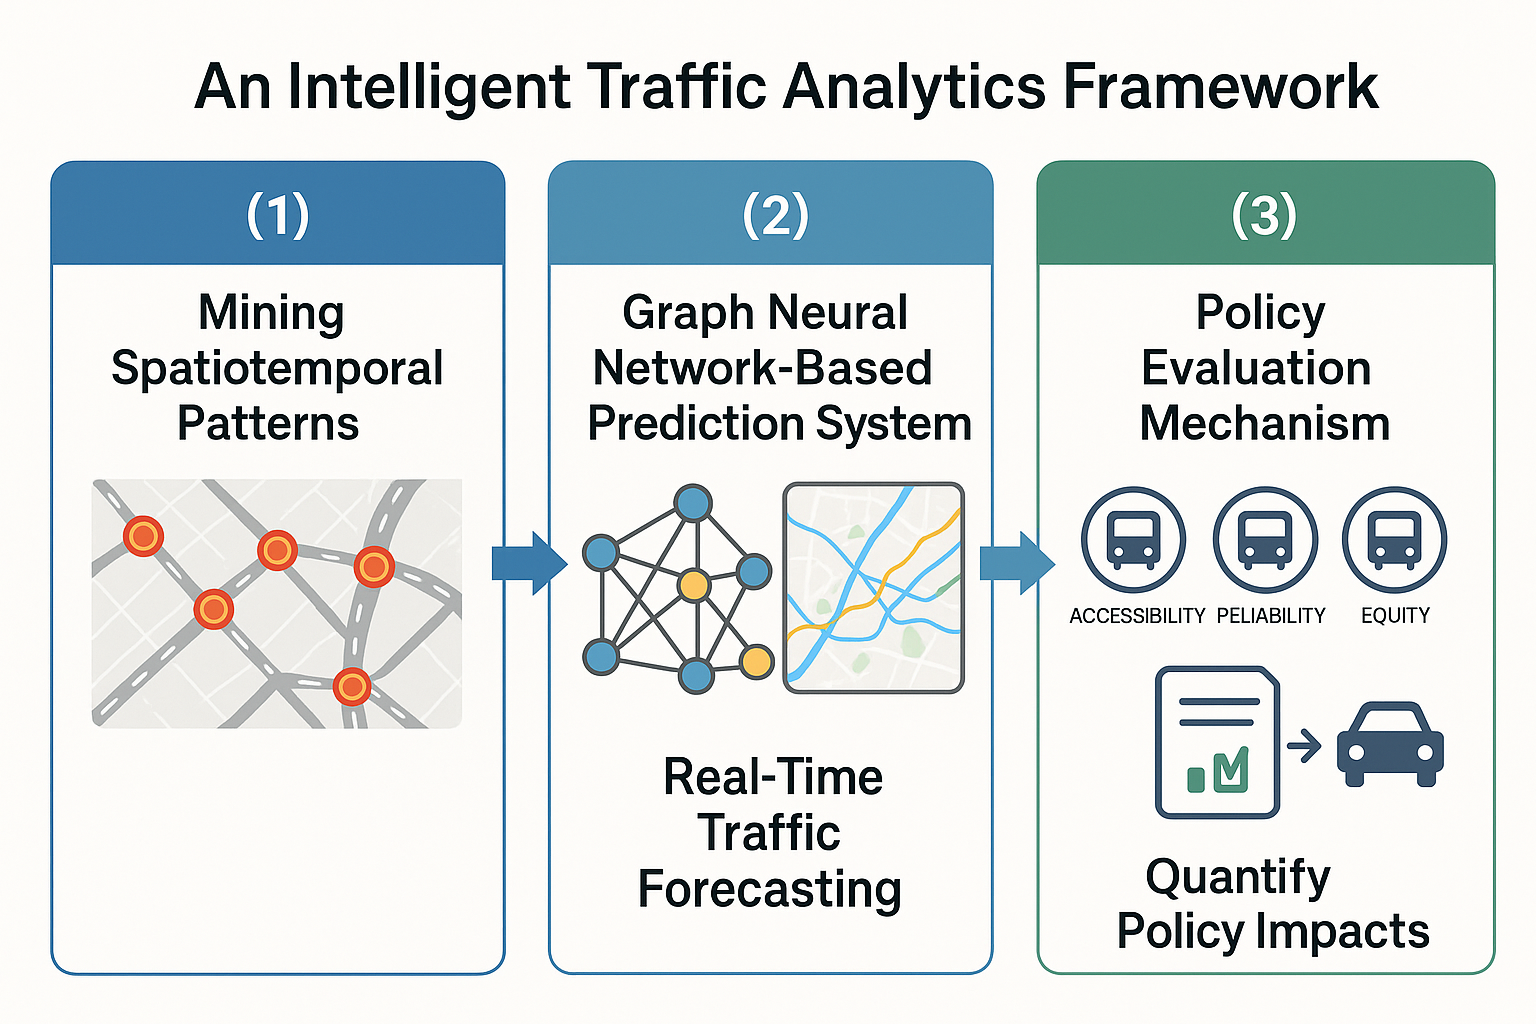 An Intelligent Traffic Analytics Framework
(1)
Mining
Spatiotemporal
Patterns
(2)
Graph Neural
Network-Based
Prediction System
Real-Time
Traffic
Forecasting
(3)
Policy
Evaluation
Mechanism
ACCESSIBILITY PELIABILITY EQUITY
Quantify
Policy Impacts